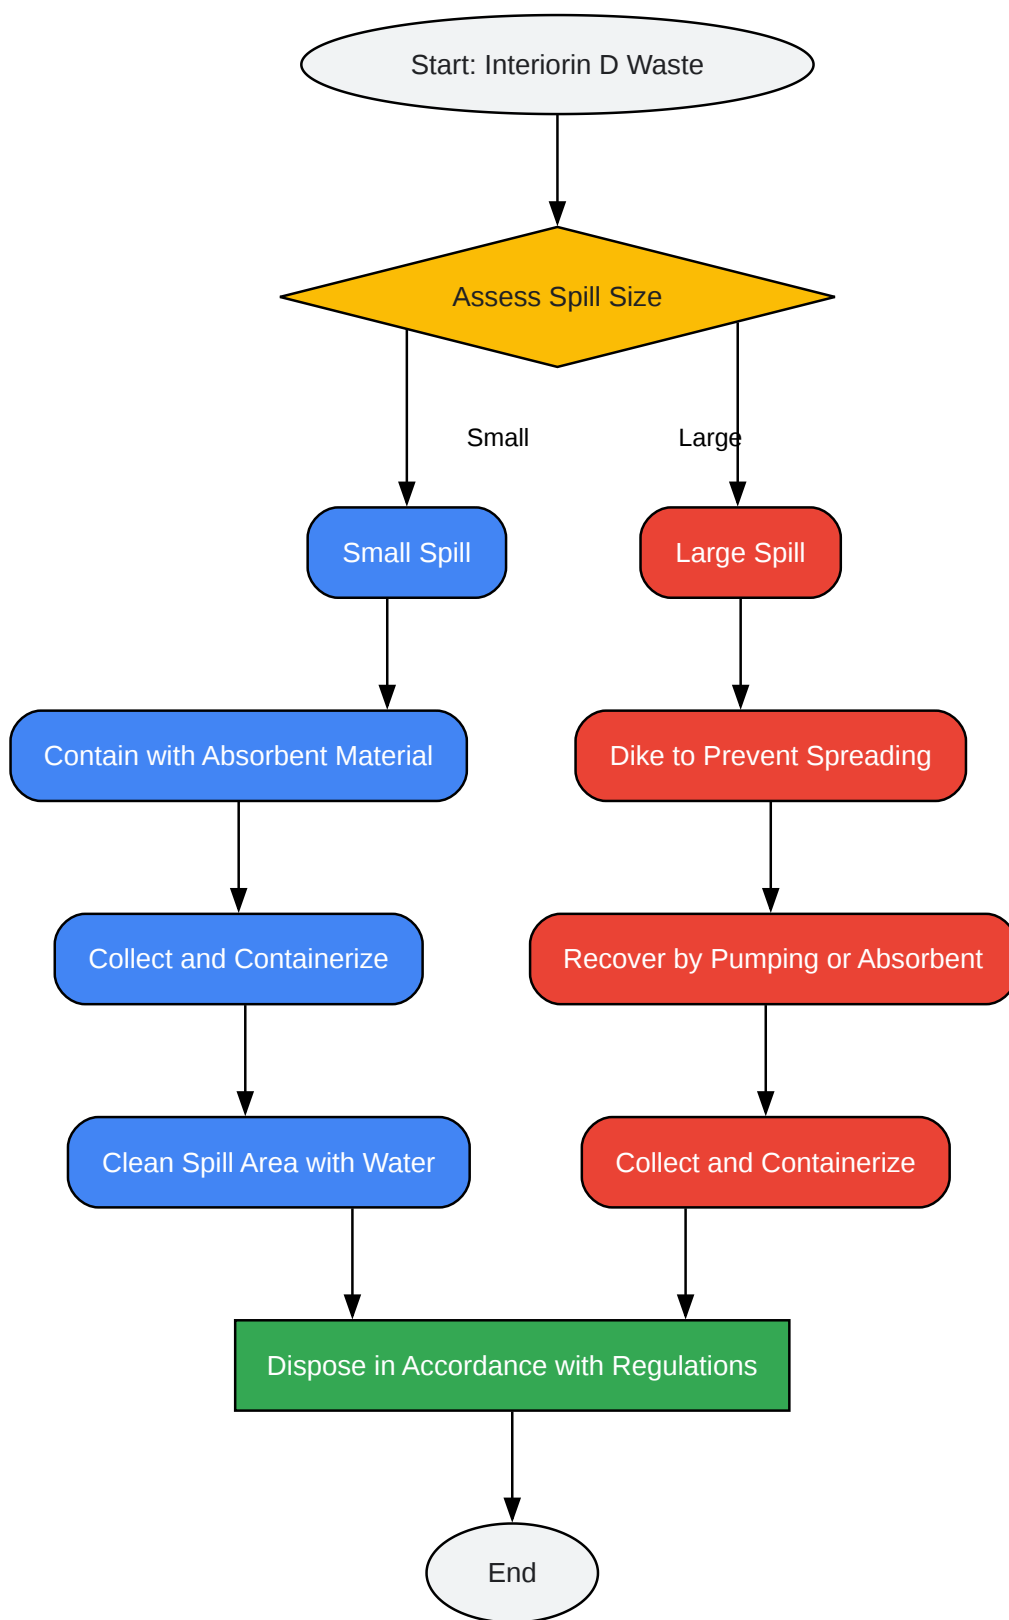 Start: Interiorin D Waste
Assess Spill Size
Small
Large
Small Spill
Large Spill
Contain with Absorbent Material
Dike to Prevent Spreading
Collect and Containerize
Recover by Pumping or Absorbent
Clean Spill Area with Water
Collect and Containerize
Dispose in Accordance with Regulations
End